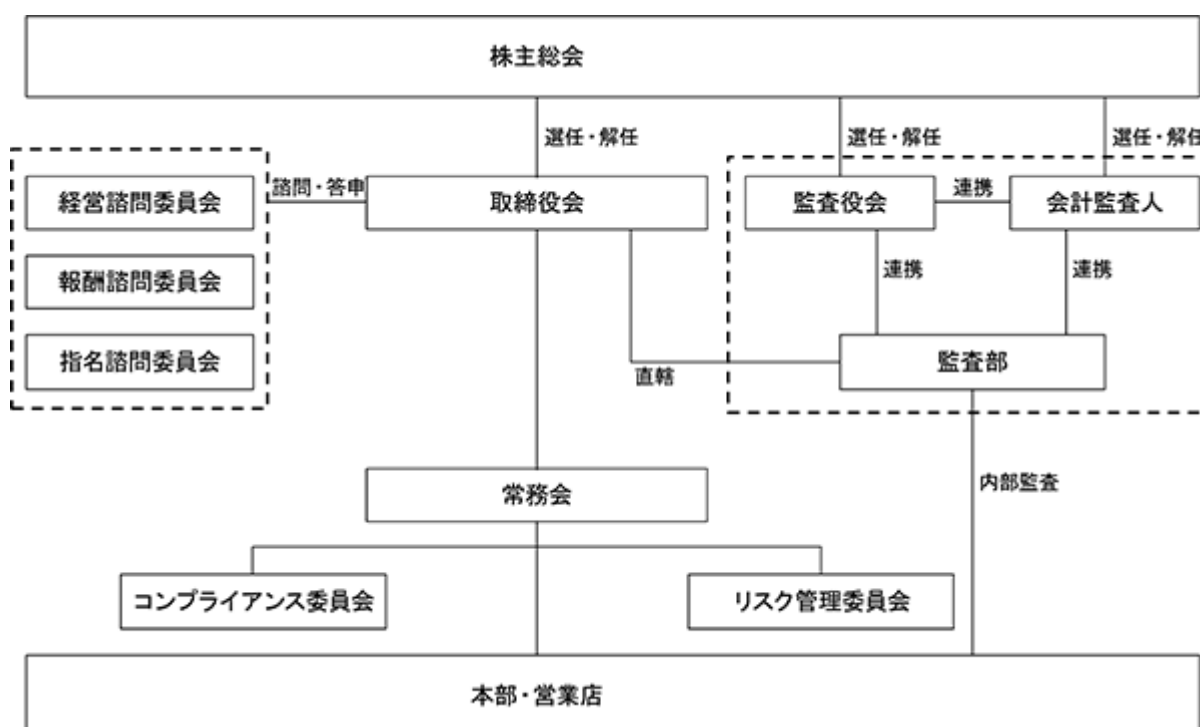 株主総会
選任・解任
選任・解任
選任・解任
経営諮問委員会
諮問・答申
取締役会
監査役会
連携
会計監査人
報酬諮問委員会
連携
連携
指名諮問委員会
直轄
監査部
常務会
内部監査
コンプライアンス委員会
リスク管理委員会
本部・営業店